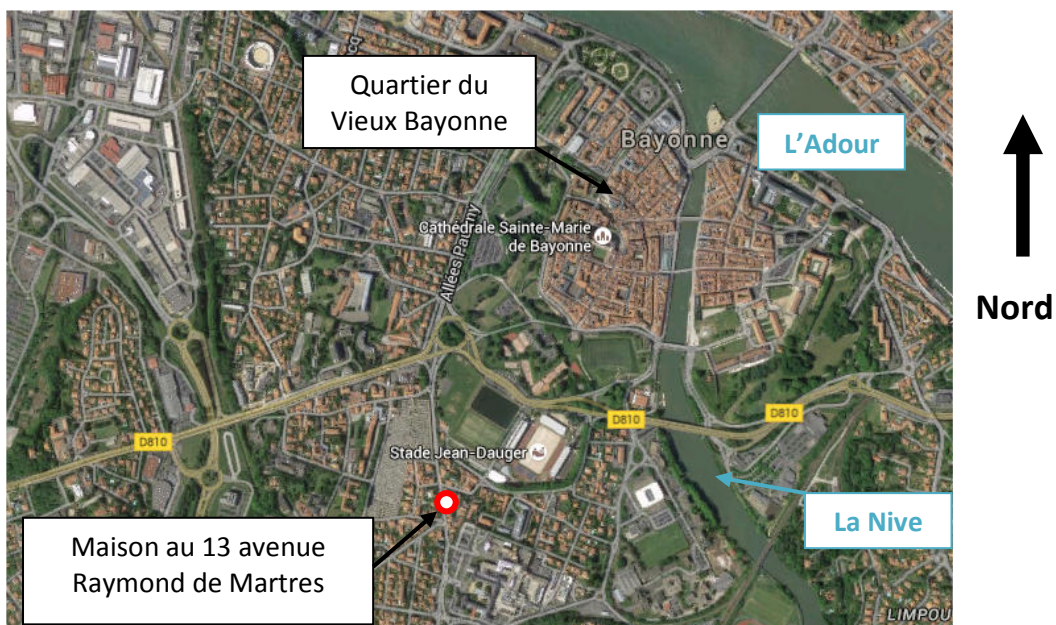 Quartier du
Vieux Bayonne
Bayonne
L'Adour
Cathédrale Sainte-Marie
de Bayonne
Allées Paulmy
Nord
D810
D810
D810
Stade Jean-Dauger
La Nive
Maison au 13 avenue
Raymond de Martres
LIMPOU